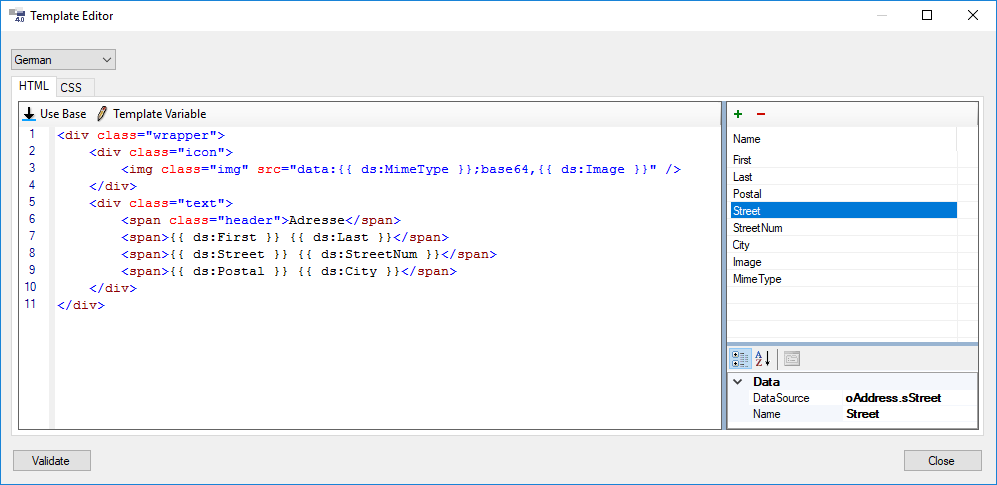 Template Editor
German
HTML CSS
Use Base Template Variable
1 <div class="wrapper">
2 <div class="icon">
3 <img class="img" src="data:{{ ds:MimeType }};base64,{{ ds:Image }}" />
4 </div>
5 <div class="text">
6 <span class="header">Adresse</span>
7 <span>{{ ds:First }} {{ ds:Last }}</span>
8 <span>{{ ds:Street }} {{ ds:StreetNum }}</span>
9 <span>{{ ds:Postal }} {{ ds:City }}</span>
10 </div>
11 </div>
Name
First
Last
Postal
Street
StreetNum
City
Image
MimeType
Data
DataSource oAddress.sStreet
Name Street
Validate Close